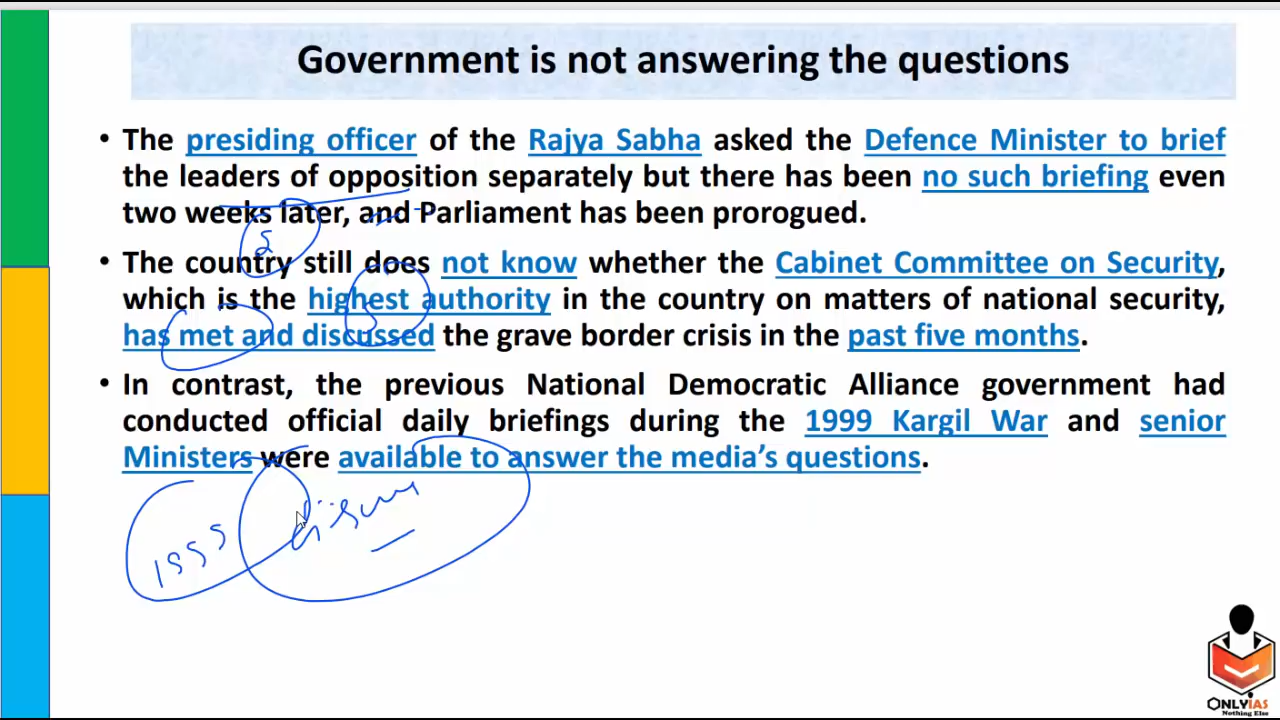 Government is not answering the questions
• The presiding officer of the Rajya Sabha asked the Defence Minister to brief
the leaders of opposition separately but there has been no such briefing even
two weeks later, and Parliament has been prorogued.
• The country still does not know whether the Cabinet Committee on Security,
which is the highest authority in the country on matters of national security,
has met and discussed the grave border crisis in the past five months.
• In contrast, the previous National Democratic Alliance government had
conducted official daily briefings during the 1999 Kargil War and senior
Ministers were available to answer the media’s questions.
ONLYIAS
Nothing Else